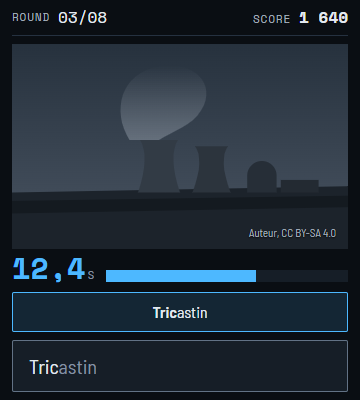 ROUND 03/08 SCORE 1 640
Auteur, CC BY-SA 4.0
12,4s
Tricastin
Tricastin